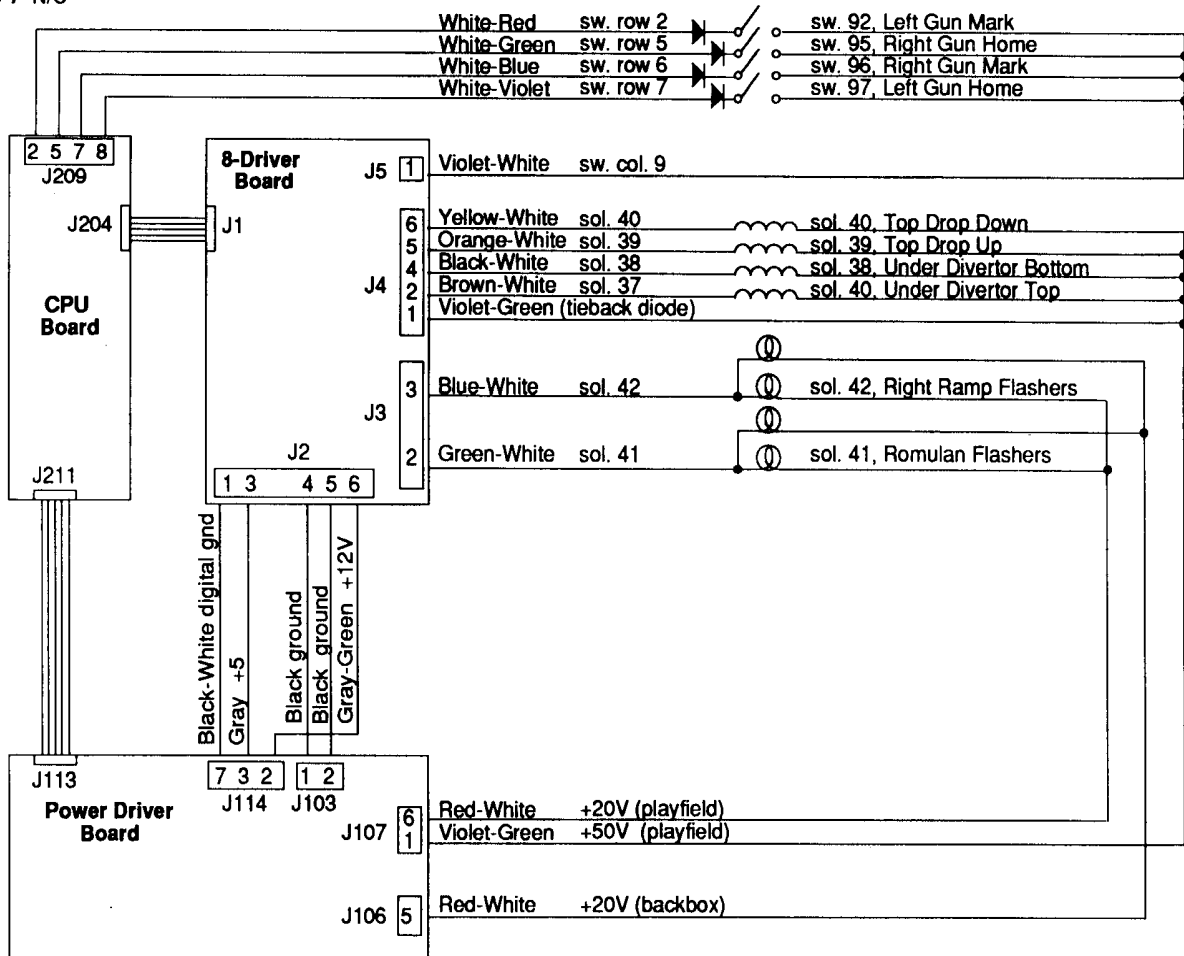 White-Red sw. row 2 sw. 92, Left Gun Mark
White-Green sw. row 5 sw. 95, Right Gun Home
White-Blue sw. row 6 sw. 96, Right Gun Mark
White-Violet sw. row 7 sw. 97, Left Gun Home
2 5 7 8
J209
8-Driver
Board
J5 1 Violet-White sw. col. 9
J204
J1
CPU
Board
J4
6 Yellow-White sol. 40 sol. 40, Top Drop Down
5 Orange-White sol. 39 sol. 39, Top Drop Up
4 Black-White sol. 38 sol. 38, Under Divertor Bottom
2 Brown-White sol. 37 sol. 40, Under Divertor Top
1 Violet-Green (tieback diode)
J3
3 Blue-White sol. 42 sol. 42, Right Ramp Flashers
2 Green-White sol. 41 sol. 41, Romulan Flashers
J2
1 3 4 5 6
J211
Black-White digital gnd
Gray +5
Black ground
Black ground
Gray-Green +12V
J113
7 3 2
J114
1 2
J103
Power Driver
Board
J107
6 Red-White +20V (playfield)
1 Violet-Green +50V (playfield)
J106 5 Red-White +20V (backbox)